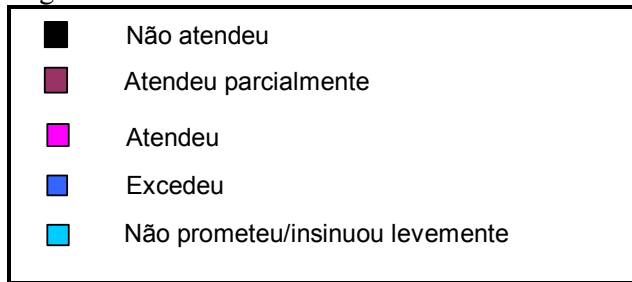 Não atendeu
Atendeu parcialmente
Atendeu
Excedeu
Não prometeu/insinuou levemente